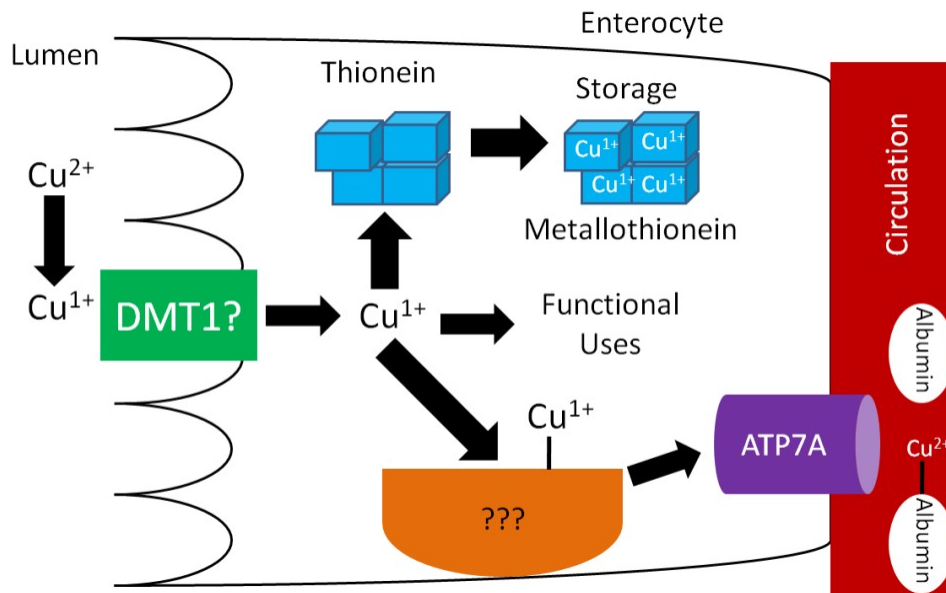 Enterocyte
Lumen
Thionein
Storage
Cu²⁺
Cu¹⁺
Cu¹⁺
Cu¹⁺
Cu¹⁺
Metallothionein
Circulation
Cu¹⁺
DMT1?
Cu¹⁺
Functional
Uses
Albumin
Cu¹⁺
ATP7A
Cu²⁺
???
Albumin